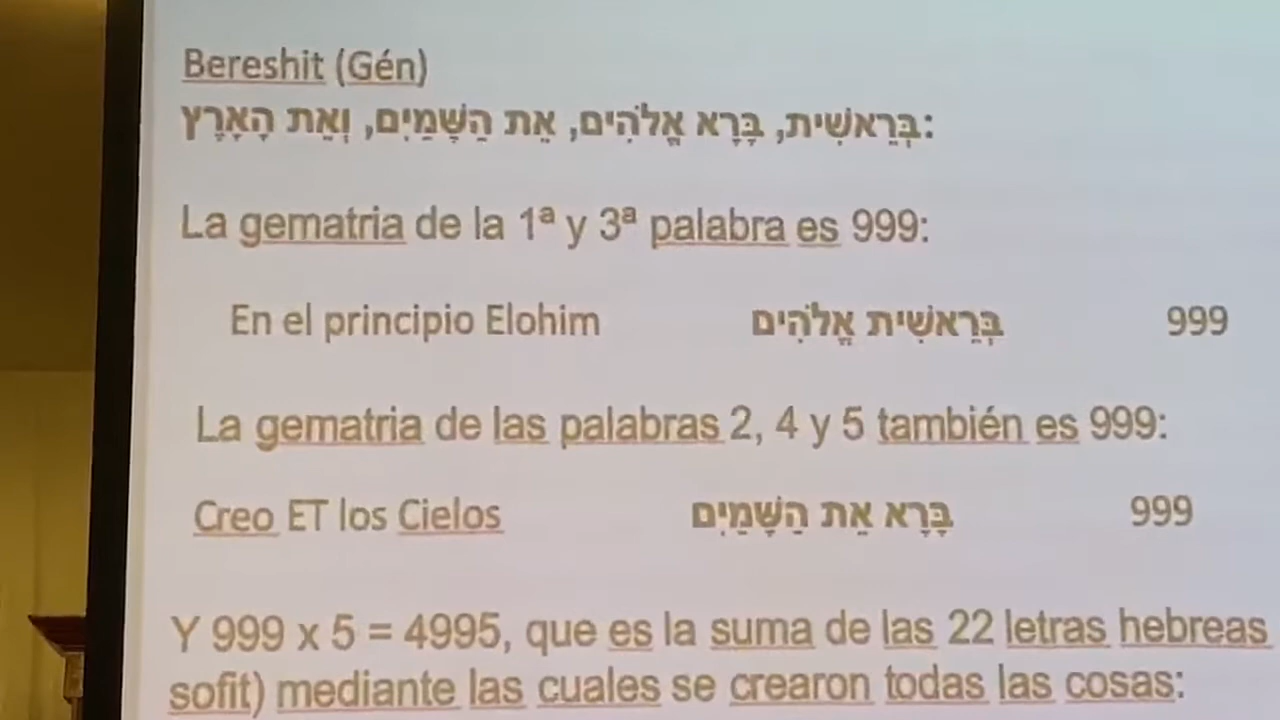 Bereshit (Gén)
בְּרֵאשִׁית, בָּרָא אֱלֹהִים, אֵת הַשָּׁמַיִם, וְאֵת הָאָרֶץ:
La gematria de la 1ª y 3ª palabra es 999:
En el principio Elohim בְּרֵאשִׁית אֱלֹהִים 999
La gematria de las palabras 2, 4 y 5 también es 999:
Creo ET los Cielos בָּרָא אֵת הַשָּׁמַיִם 999
Y 999 x 5 = 4995, que es la suma de las 22 letras hebreas
sofit) mediante las cuales se crearon todas las cosas: